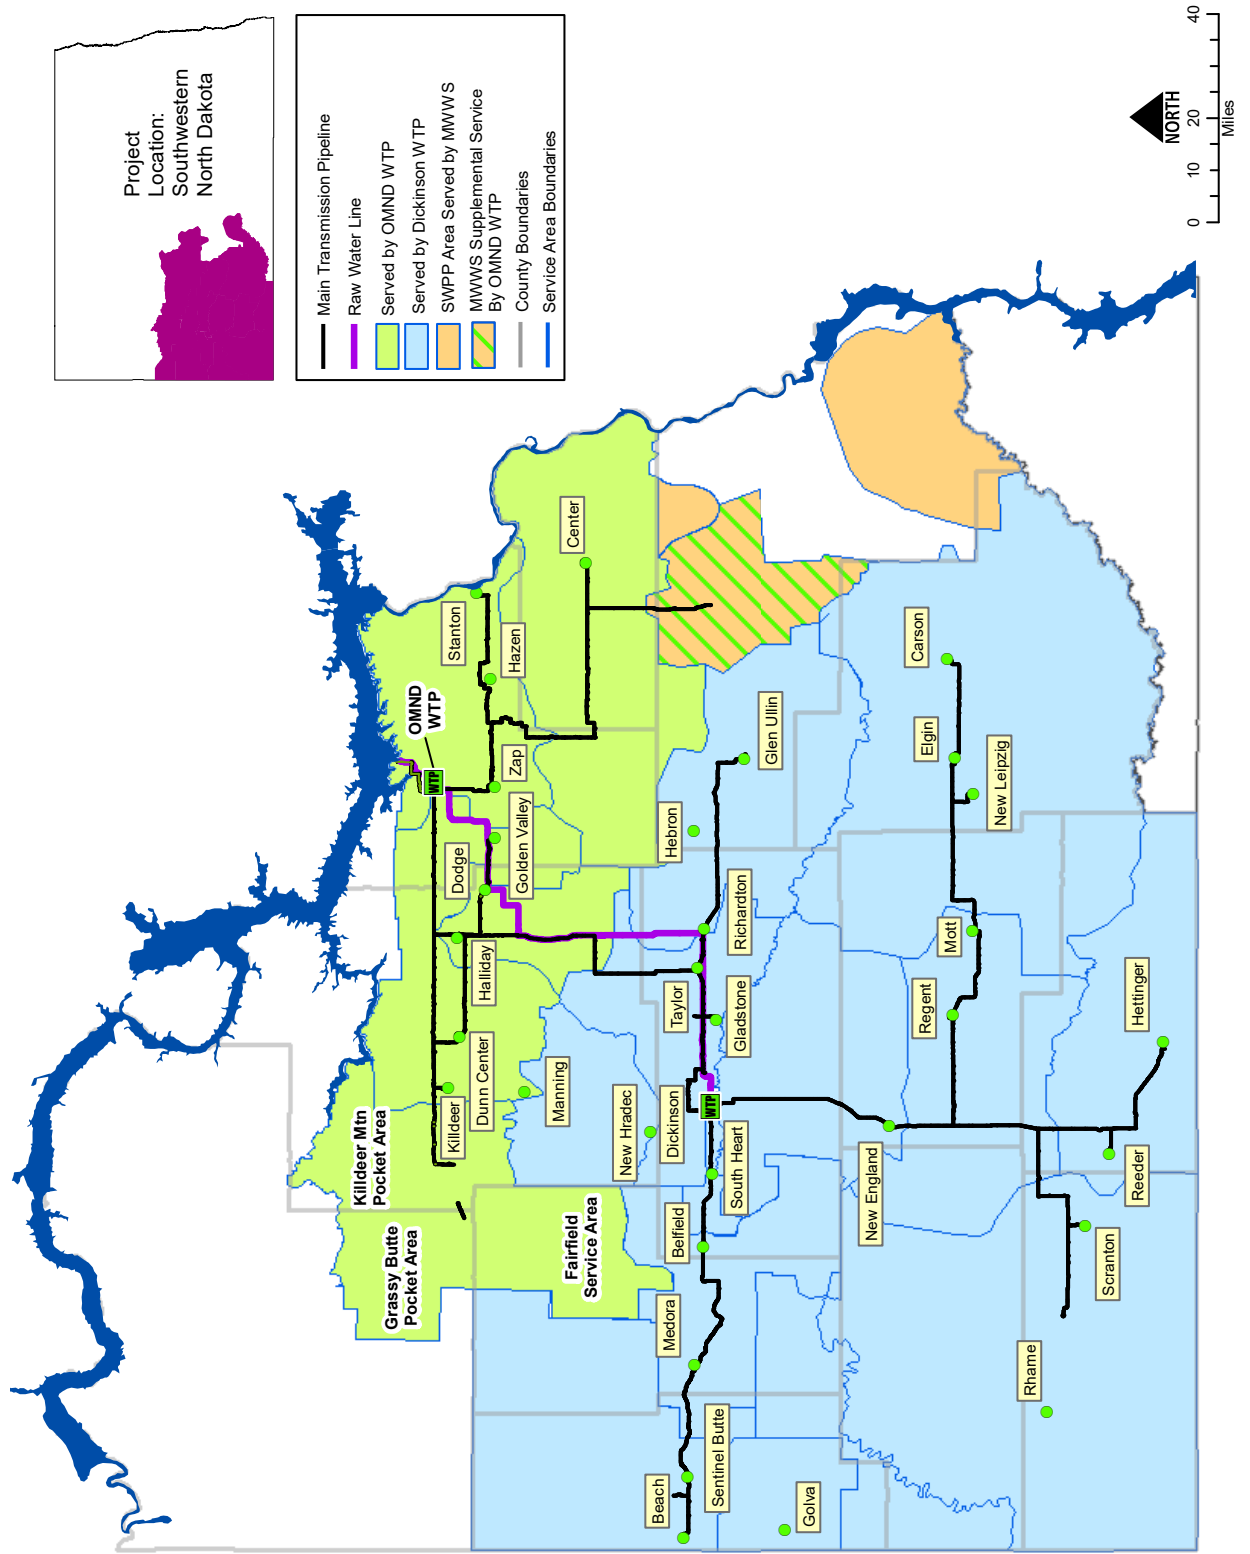 Project
Location:
Southwestern
North Dakota
Main Transmission Pipeline
Raw Water Line
Served by OMND WTP
Served by Dickinson WTP
SWPP Area Served by MWWS
MWWS Supplemental Service
By OMND WTP
County Boundaries
Service Area Boundaries
NORTH
0 10 20 40
Miles
Killdeer Mtn
Pocket Area
Grassy Butte
Pocket Area
Fairfield
Service Area
OMND
WTP
WTP
Stanton
Hazen
Center
Zap
Golden Valley
Dodge
Halliday
Dunn Center
Killdeer
Manning
New Hradec
Dickinson
WTP
South Heart
Belfield
Medora
Sentinel Butte
Beach
Golva
Taylor
Gladstone
Richardton
Hebron
Glen Ullin
Carson
Elgin
New Leipzig
Mott
Regent
New England
Hettinger
Reeder
Scranton
Rhame